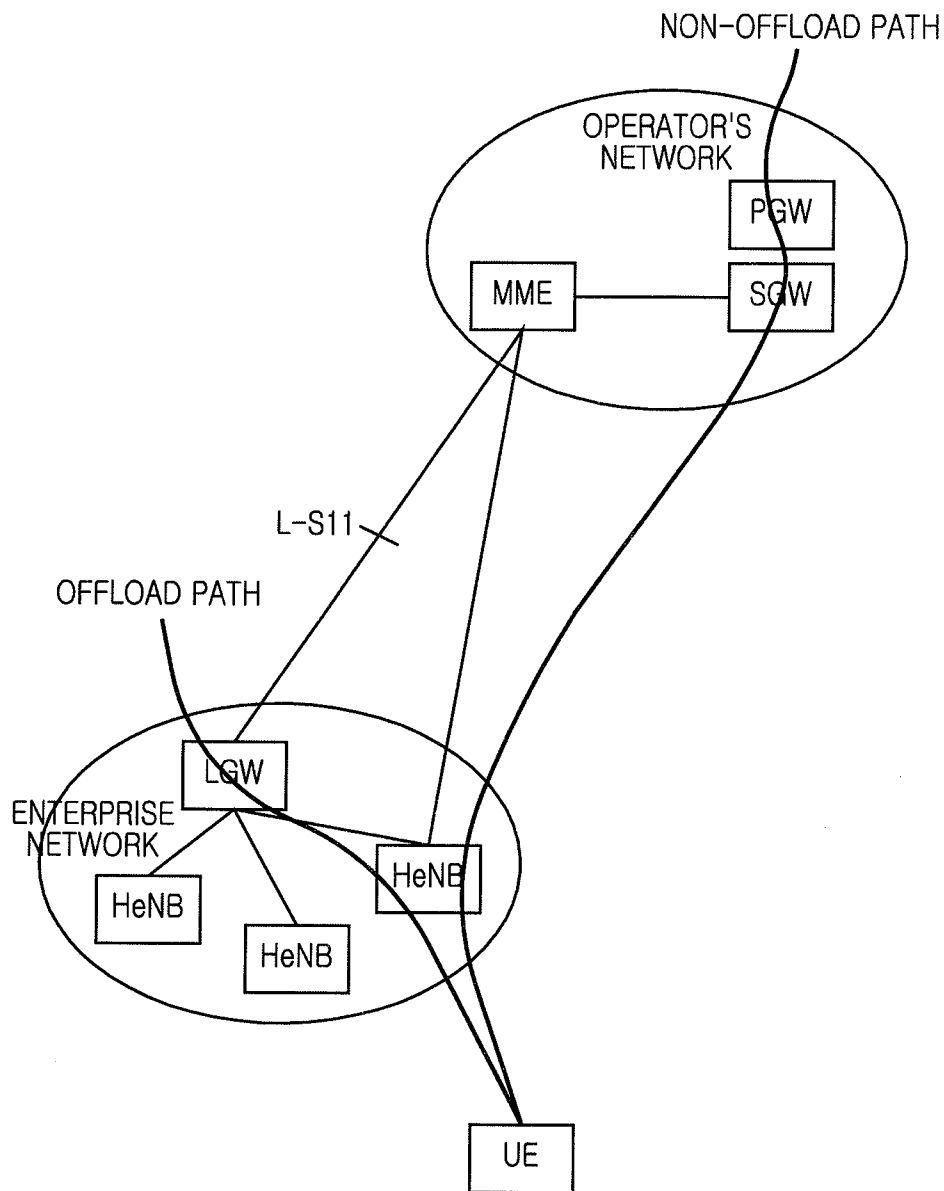 NON-OFFLOAD PATH
OPERATOR'S
NETWORK
PGW
MME
SGW
L-S11
OFFLOAD PATH
LGW
ENTERPRISE
NETWORK
HeNB
HeNB
HeNB
UE